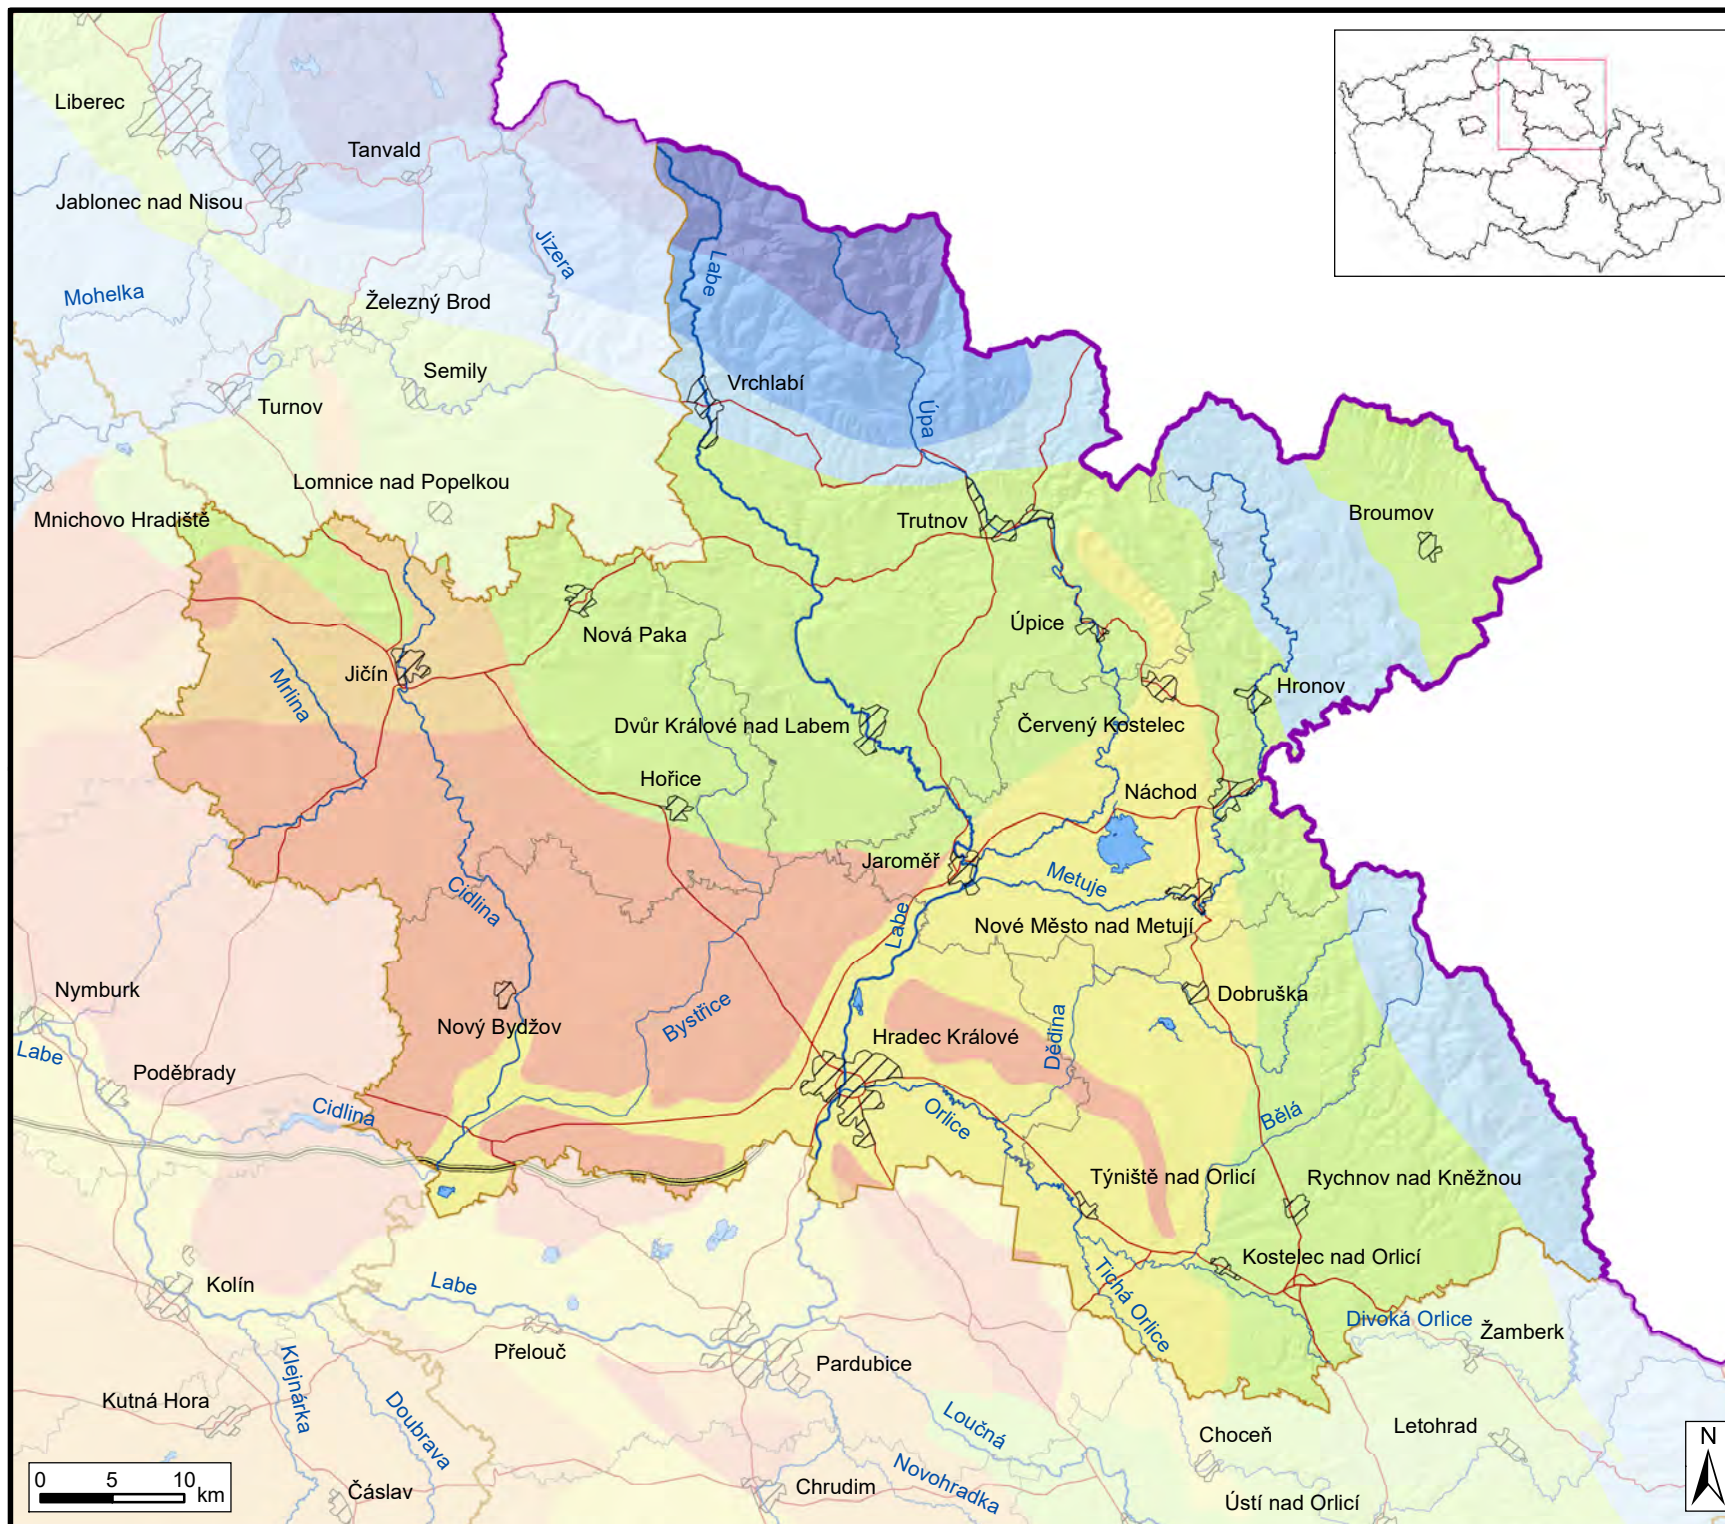 Liberec
Tanvald
Jablonec nad Nisou
Jizera
Labe
Mohelka
Železný Brod
Semily
Vrchlabí
Turnov
Úpa
Lomnice nad Popelkou
Mnichovo Hradiště
Trutnov
Broumov
Nová Paka
Úpice
Jičín
Mrlina
Hronov
Dvůr Králové nad Labem
Červený Kostelec
Hořice
Náchod
Jaroměř
Metuje
Cidlina
Labe
Nové Město nad Metují
Nymburk
Dobruška
Nový Bydžov
Bystřice
Hradec Králové
Dědina
Labe
Poděbrady
Cidlina
Orlice
Bělá
Týniště nad Orlicí
Rychnov nad Kněžnou
Kostelec nad Orlicí
Kolín
Labe
Tichá Orlice
Divoká Orlice
Žamberk
Přelouč
Pardubice
Klejnárka
Kutná Hora
Doubrava
Loučná
Choceň
Letohrad
N
Novohradka
0 5 10
km
Čáslav
Chrudim
Ústí nad Orlicí